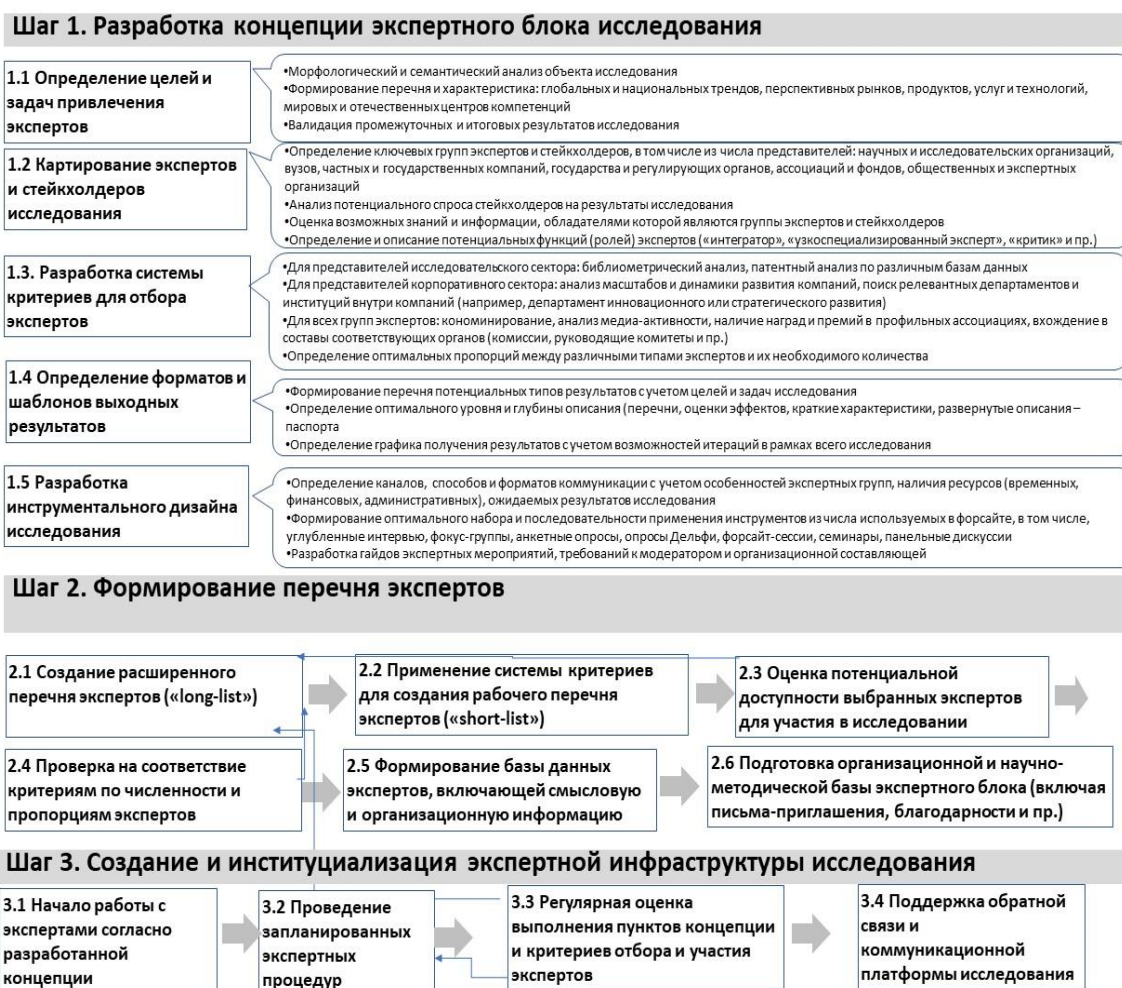 Шаг 1. Разработка концепции экспертного блока исследования
1.1 Определение целей и
задач привлечения
экспертов
•Морфологический и семантический анализ объекта исследования
•Формирование перечня и характеристика: глобальных и национальных трендов, перспективных рынков, продуктов, услуг и технологий,
мировых и отечественных центров компетенций
•Валидация промежуточных и итоговых результатов исследования
1.2 Картирование экспертов
и стейкхолдеров
исследования
•Определение ключевых групп экспертов и стейкхолдеров, в том числе из числа представителей: научных и исследовательских организаций,
вузов, частных и государственных компаний, государства и регулирующих органов, ассоциаций и фондов, общественных и экспертных
организаций
•Анализ потенциального спроса стейкхолдеров на результаты исследования
•Оценка возможных знаний и информации, обладателями которой являются группы экспертов и стейкхолдеров
•Определение и описание потенциальных функций (ролей) экспертов («интегратор», «узкоспециализированный эксперт», «критик» и пр.)
1.3. Разработка системы
критериев для отбора
экспертов
•Для представителей исследовательского сектора: библиометрический анализ, патентный анализ по различным базам данных
•Для представителей корпоративного сектора: анализ масштабов и динамики развития компаний, поиск релевантных департаментов и
институций внутри компаний (например, департамент инновационного или стратегического развития)
•Для всех групп экспертов: кономинирование, анализ медиа-активности, наличие наград и премий в профильных ассоциациях, вхождение в
составы соответствующих органов (комиссии, руководящие комитеты и пр.)
•Определение оптимальных пропорций между различными типами экспертов и их необходимого количества
1.4 Определение форматов и
шаблонов выходных
результатов
•Формирование перечня потенциальных типов результатов с учетом целей и задач исследования
•Определение оптимального уровня и глубины описания (перечни, оценки эффектов, краткие характеристики, развернутые описания –
паспорта
•Определение графика получения результатов с учетом возможностей итераций в рамках всего исследования
1.5 Разработка
инструментального дизайна
исследования
•Определение каналов, способов и форматов коммуникации с учетом особенностей экспертных групп, наличия ресурсов (временных,
финансовых, административных), ожидаемых результатов исследования
•Формирование оптимального набора и последовательности применения инструментов из числа используемых в форсайте, в том числе,
углубленные интервью, фокус-группы, анкетные опросы, опросы Дельфи, форсайт-сессии, семинары, панельные дискуссии
•Разработка гайдов экспертных мероприятий, требований к модератором и организационной составляющей
Шаг 2. Формирование перечня экспертов
2.1 Создание расширенного
перечня экспертов («long-list»)
2.2 Применение системы критериев
для создания рабочего перечня
экспертов («short-list»)
2.3 Оценка потенциальной
доступности выбранных экспертов
для участия в исследовании
2.4 Проверка на соответствие
критериям по численности и
пропорциям экспертов
2.5 Формирование базы данных
экспертов, включающей смысловую
и организационную информацию
2.6 Подготовка организационной и научно-
методической базы экспертного блока (включая
письма-приглашения, благодарности и пр.)
Шаг 3. Создание и институциализация экспертной инфраструктуры исследования
3.1 Начало работы с
экспертами согласно
разработанной
концепции
3.2 Проведение
запланированных
экспертных
процедур
3.3 Регулярная оценка
выполнения пунктов концепции
и критериев отбора и участия
экспертов
3.4 Поддержка обратной
связи и
коммуникационной
платформы исследования